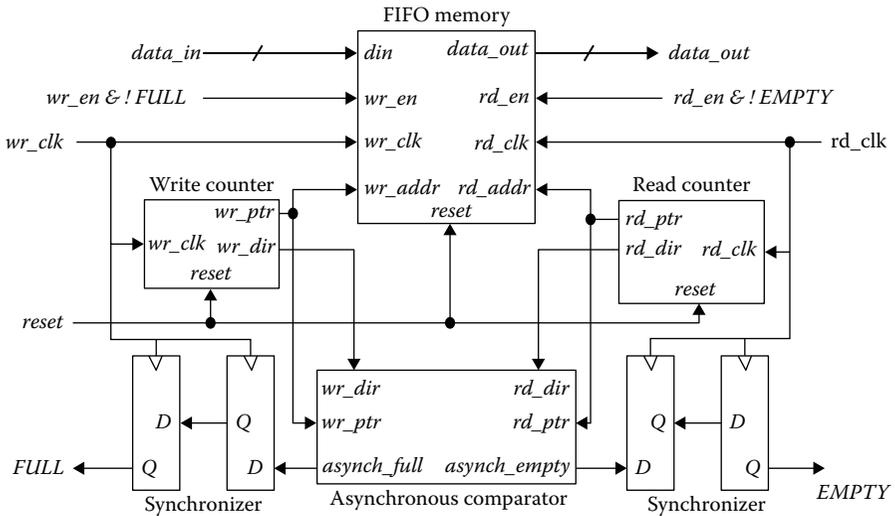 FIFO memory
data_in
din
data_out
data_out
wr_en & ! FULL
wr_en
rd_en
rd_en & ! EMPTY
wr_clk
wr_clk
rd_clk
rd_clk
Write counter
wr_addr
rd_addr
Read counter
wr_ptr
reset
rd_ptr
wr_clk
wr_dir
rd_dir
rd_clk
reset
reset
reset
wr_dir
rd_dir
D
Q
wr_ptr
rd_ptr
Q
D
FULL
Q
D
asynch_full
asynch_empty
D
Q
EMPTY
Synchronizer
Asynchronous comparator
Synchronizer